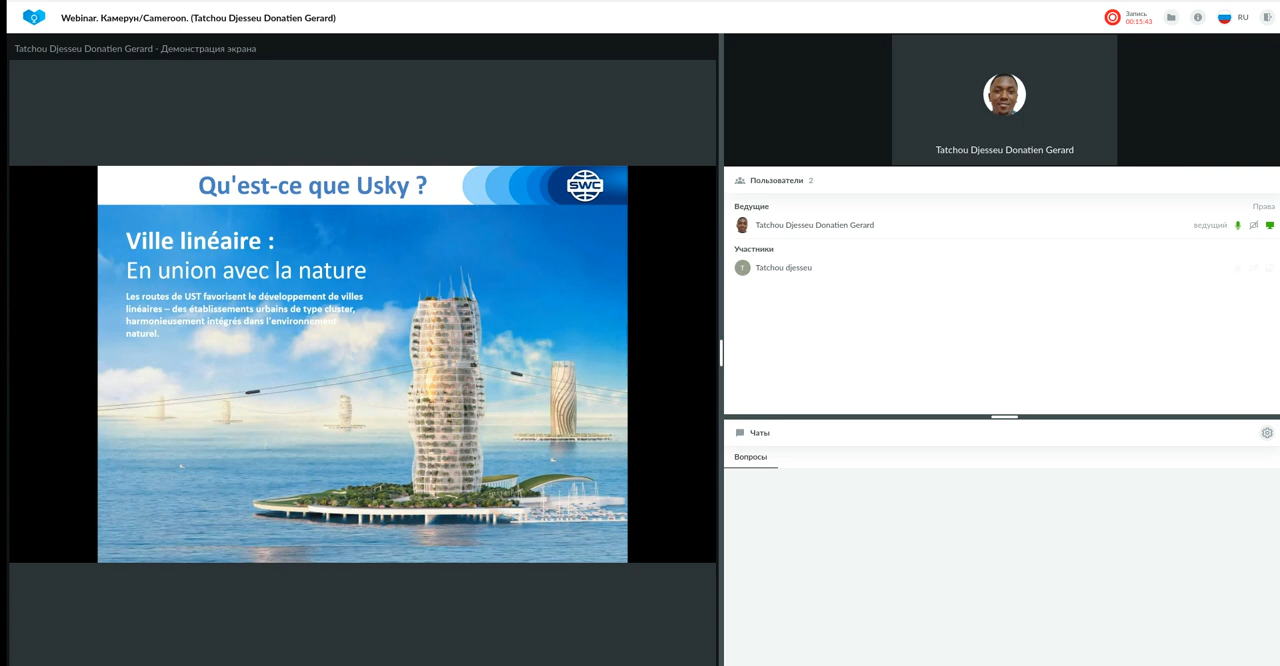 Webinar. Камерун/Cameroon. (Tatchou Djesseu Donatien Gerard)
Запись
00:15:43
RU
Tatchou Djesseu Donatien Gerard - Демонстрация экрана
Qu'est-ce que Usky ?
SWC
Ville linéaire :
En union avec la nature
Les routes de UST favorisent le développement de villes
linéaires – des établissements urbains de type cluster,
harmonieusement intégrés dans l'environnement
naturel.
Tatchou Djesseu Donatien Gerard
Пользователи 2
Ведущие Права
Tatchou Djesseu Donatien Gerard ведущий
Участники
T Tatchou djesseu
Чаты
Вопросы